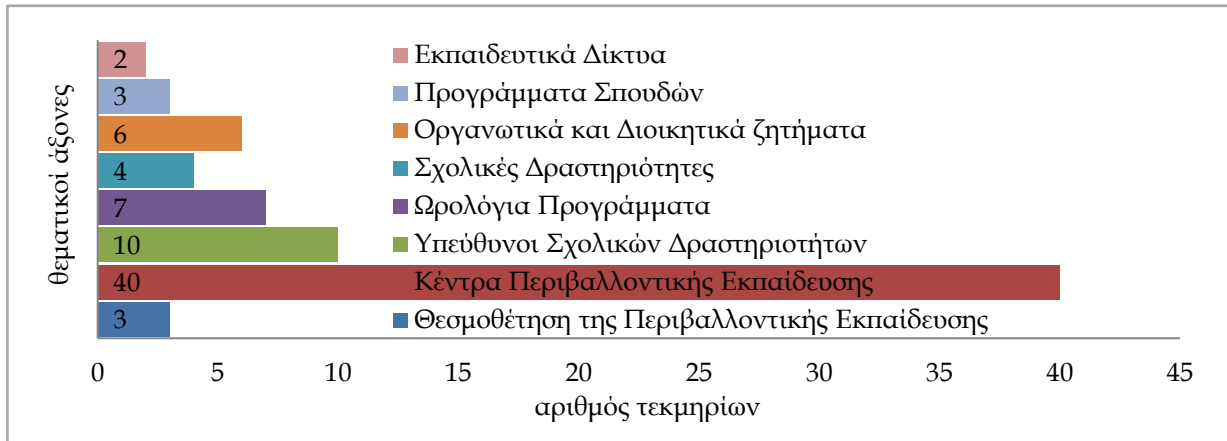 θεματικοί άξονες
2 Εκπαιδευτικά Δίκτυα
3 Προγράμματα Σπουδών
6 Οργανωτικά και Διοικητικά ζητήματα
4 Σχολικές Δραστηριότητες
7 Ωρολόγια Προγράμματα
10 Υπεύθυνοι Σχολικών Δραστηριοτήτων
40 Κέντρα Περιβαλλοντικής Εκπαίδευσης
3 Θεσμοθέτηση της Περιβαλλοντικής Εκπαίδευσης
0 5 10 15 20 25 30 35 40 45
αριθμός τεκμηρίων